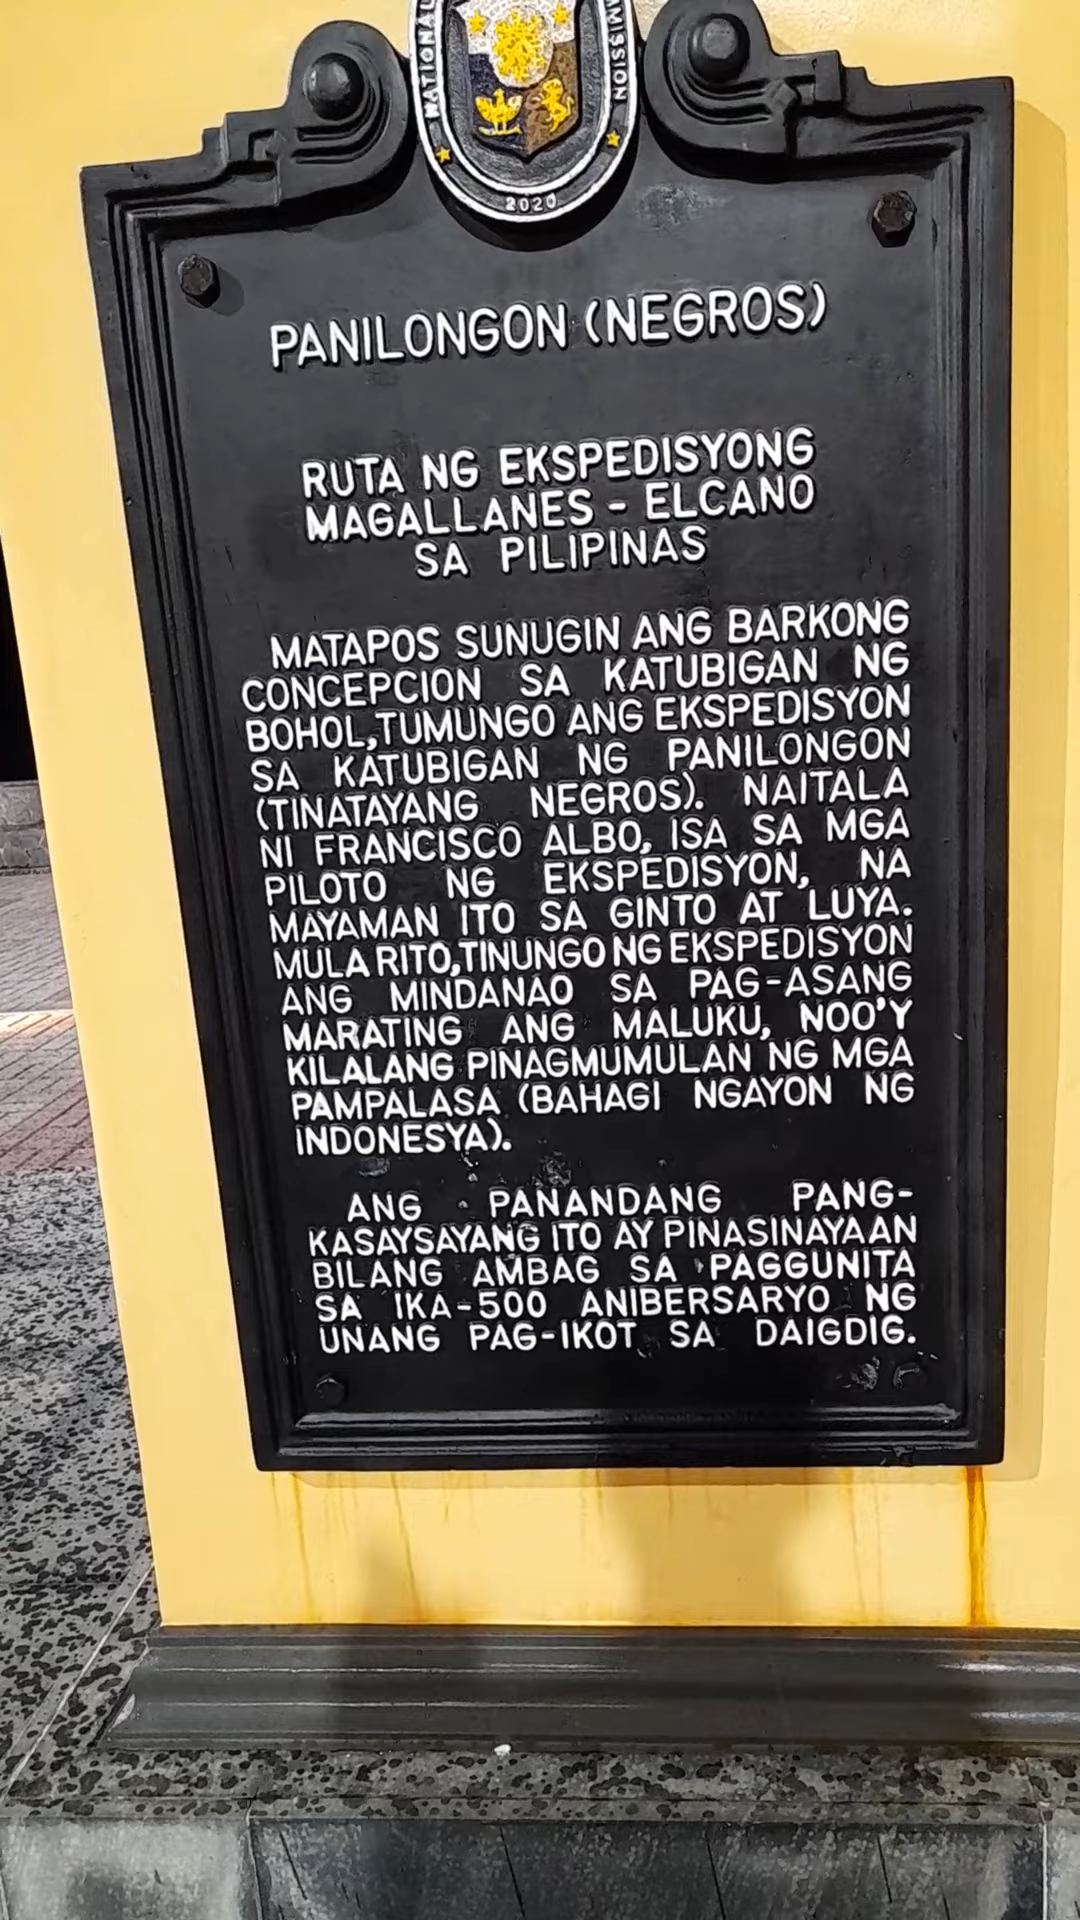 NATIONAL
MMISSION
2020
PANILONGON (NEGROS)
RUTA NG EKSPEDISYONG
MAGALLANES - ELCANO
SA PILIPINAS
MATAPOS SUNUGIN ANG BARKONG
CONCEPCION SA KATUBIGAN NG
BOHOL, TUMUNGO ANG EKSPEDISYON
SA KATUBIGAN NG PANILONGON
(TINATAYANG NEGROS). NAITALA
NI FRANCISCO ALBO, ISA SA MGA
PILOTO NG EKSPEDISYON, NA
MAYAMAN ITO SA GINTO AT LUYA.
MULA RITO, TINUNGO NG EKSPEDISYON
ANG MINDANAO SA PAG-ASANG
MARATING ANG MALUKU, NOO'Y
KILALANG PINAGMUMULAN NG MGA
PAMPALASA (BAHAGI NGAYON NG
INDONESYA).
ANG PANANDANG PANG-
KASAYSAYANG ITO AY PINASINAYAAN
BILANG AMBAG SA PAGGUNITA
SA IKA-500 ANIBERSARYO NG
UNANG PAG-IKOT SA DAIGDIG.